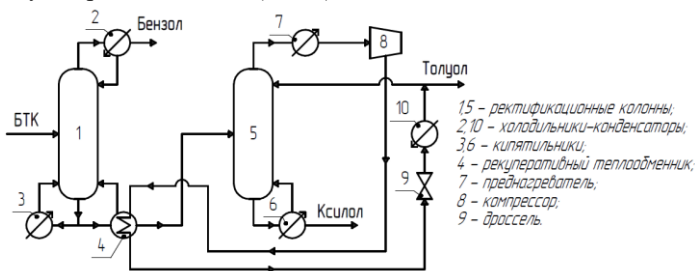 2
Бензол
7
8
Толуол
БТК
1
5
10
3
4
6
Ксилол
9
1,5 – ректификационные колонны;
2,10 – холодильники-конденсаторы;
3,6 – кипятильники;
4 – рекуперативный теплообменник;
7 – преднагреватель;
8 – компрессор;
9 – дроссель.